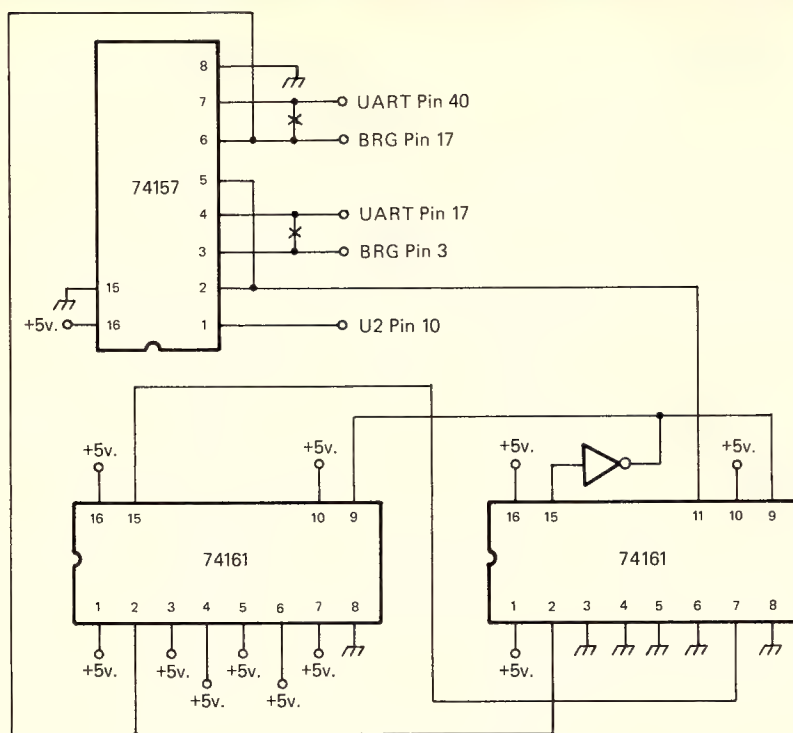 8
7 UART Pin 40
6 BRG Pin 17
74157
5
4 UART Pin 17
3 BRG Pin 3
15 2
+5v. 16 1 U2 Pin 10
+5v. +5v. +5v. +5v.
16 15 10 9 16 15 11 10 9
74161 74161
1 2 3 4 5 6 7 8 1 2 3 4 5 6 7 8
+5v. +5v. +5v. +5v. +5v.
+5v. +5v.